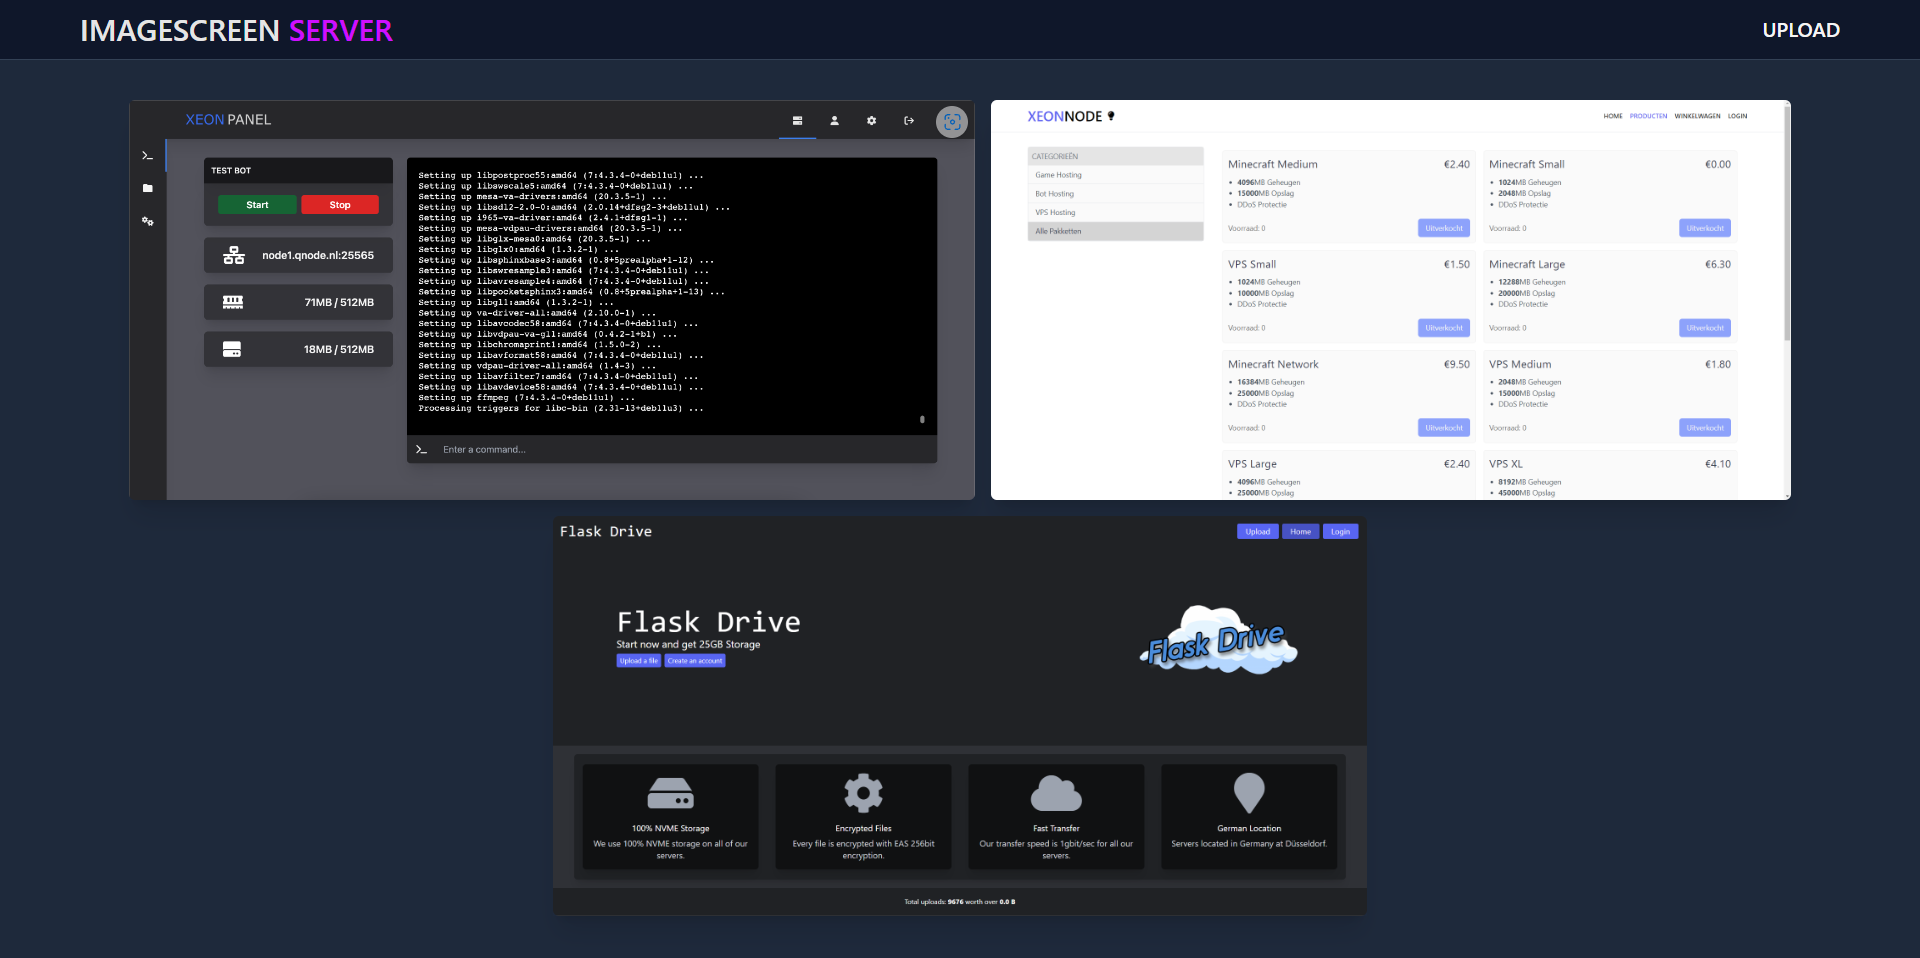 IMAGESCREEN SERVER
UPLOAD
XEON PANEL
TEST BOT
Start Stop
node1.qnode.nl:25565
71MB / 512MB
18MB / 512MB
Setting up libpostproc55:amd64 (7:4.3.4-0+deb11u1) ...
Setting up libswscale5:amd64 (7:4.3.4-0+deb11u1) ...
Setting up mesa-va-drivers:amd64 (20.3.5-1) ...
Setting up libsdl2-2.0-0:amd64 (2.0.14+dfsg2-3+deb11u1) ...
Setting up i965-va-driver:amd64 (2.4.1+dfsg1-1) ...
Setting up mesa-vdpau-drivers:amd64 (20.3.5-1) ...
Setting up libglx-mesa0:amd64 (20.3.5-1) ...
Setting up libglx0:amd64 (1.3.2-1) ...
Setting up libsphinxbase3:amd64 (0.8+5prealpha+1-12) ...
Setting up libswresample3:amd64 (7:4.3.4-0+deb11u1) ...
Setting up libavresample4:amd64 (7:4.3.4-0+deb11u1) ...
Setting up libpocketsphinx3:amd64 (0.8+5prealpha+1-13) ...
Setting up libgl1:amd64 (1.3.2-1) ...
Setting up va-driver-all:amd64 (2.10.0-1) ...
Setting up libavcodec58:amd64 (7:4.3.4-0+deb11u1) ...
Setting up libvdpau-va-gl1:amd64 (0.4.2-1+b1) ...
Setting up libchromaprint1:amd64 (1.5.0-2) ...
Setting up libavformat58:amd64 (7:4.3.4-0+deb11u1) ...
Setting up vdpau-driver-all:amd64 (1.4-3) ...
Setting up libavfilter7:amd64 (7:4.3.4-0+deb11u1) ...
Setting up libavdevice58:amd64 (7:4.3.4-0+deb11u1) ...
Setting up ffmpeg (7:4.3.4-0+deb11u1) ...
Processing triggers for libc-bin (2.31-13+deb11u3) ...
Enter a command...
XEONNODE
HOME PRODUCTEN WINKELWAGEN LOGIN
CATEGORIEËN
Game Hosting
Bot Hosting
VPS Hosting
Alle Pakketten
Minecraft Medium €2.40
4096MB Geheugen
15000MB Opslag
DDoS Protectie
Voorraad: 0 Uitverkocht
Minecraft Small €0.00
1024MB Geheugen
2048MB Opslag
DDoS Protectie
Voorraad: 0 Uitverkocht
VPS Small €1.50
1024MB Geheugen
10000MB Opslag
DDoS Protectie
Voorraad: 0 Uitverkocht
Minecraft Large €6.30
12288MB Geheugen
20000MB Opslag
DDoS Protectie
Voorraad: 0 Uitverkocht
Minecraft Network €9.50
16384MB Geheugen
25000MB Opslag
DDoS Protectie
Voorraad: 0 Uitverkocht
VPS Medium €1.80
2048MB Geheugen
15000MB Opslag
DDoS Protectie
Voorraad: 0 Uitverkocht
VPS Large €2.40
4096MB Geheugen
25000MB Opslag
VPS XL €4.10
8192MB Geheugen
45000MB Opslag
Flask Drive
Upload Home Login
Flask Drive
Start now and get 25GB Storage
Upload a file Create an account
Flask Drive
100% NVME Storage
We use 100% NVME storage on all of our
servers.
Encrypted Files
Every file is encrypted with EAS 256bit
encryption.
Fast Transfer
Our transfer speed is 1gbit/sec for all our
servers.
German Location
Servers located in Germany at Düsseldorf.
Total uploads: 9676 worth over 0.0 B